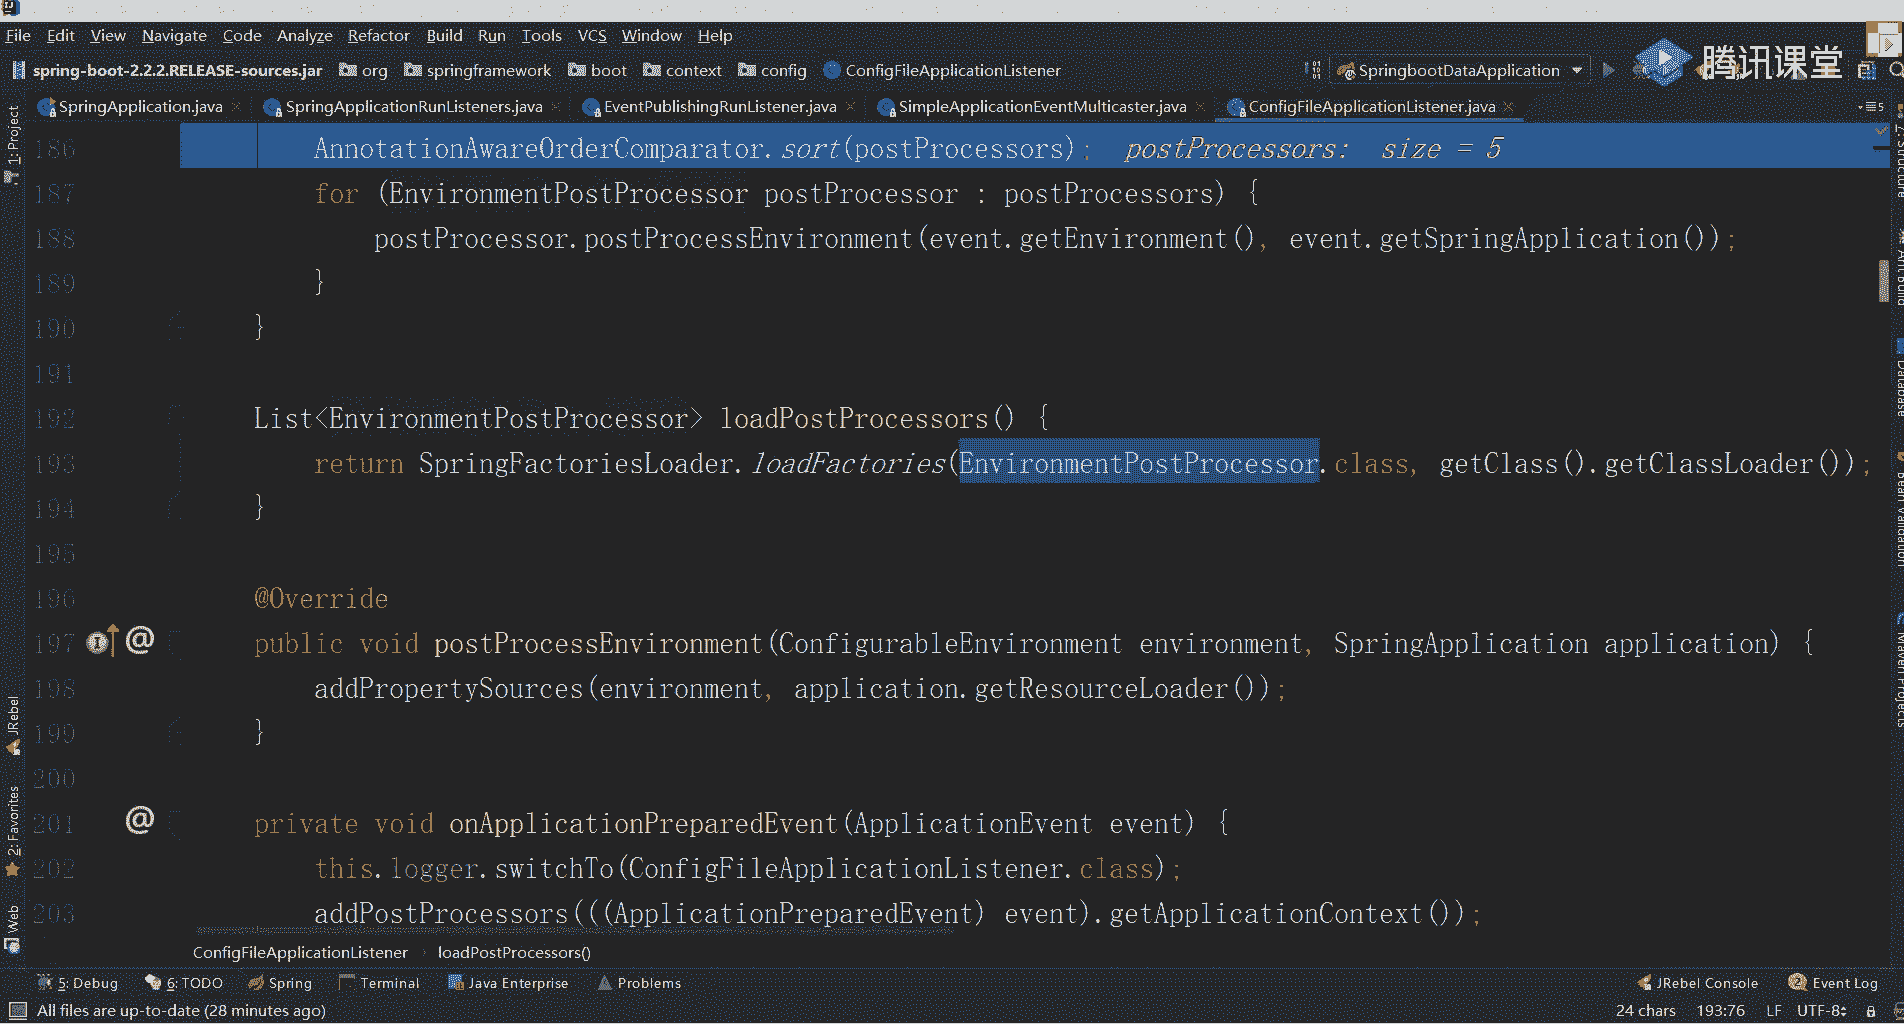 File Edit View Navigate Code Analyze Refactor Build Run Tools VCS Window Help
spring-boot-2.2.2.RELEASE-sources.jar org springframework boot context config ConfigFileApplicationListener SpringbootDataApplication 腾讯课堂
SpringApplication.java SpringApplicationRunListeners.java EventPublishingRunListener.java SimpleApplicationEventMulticaster.java ConfigFileApplicationListener.java 5
186 AnnotationAwareOrderComparator.sort(postProcessors); postProcessors: size = 5
187 for (EnvironmentPostProcessor postProcessor : postProcessors) {
188 postProcessor.postProcessEnvironment(event.getEnvironment(), event.getSpringApplication());
189 }
190 }
191
192 List<EnvironmentPostProcessor> loadPostProcessors() {
193 return SpringFactoriesLoader.loadFactories(EnvironmentPostProcessor.class, getClass().getClassLoader());
194 }
195
196 @Override
197 public void postProcessEnvironment(ConfigurableEnvironment environment, SpringApplication application) {
198 addPropertySources(environment, application.getResourceLoader());
199 }
200
201 private void onApplicationPreparedEvent(ApplicationEvent event) {
202 this.logger.switchTo(ConfigFileApplicationListener.class);
203 addPostProcessors(((ApplicationPreparedEvent) event).getApplicationContext());
ConfigFileApplicationListener loadPostProcessors()
1: Project
JRebel
2: Favorites
Web
Database
Bean Validation
Maven Projects
5: Debug 6: TODO Spring Terminal Java Enterprise Problems JRebel Console 2 Event Log
All files are up-to-date (28 minutes ago) 24 chars 193:76 LF UTF-8